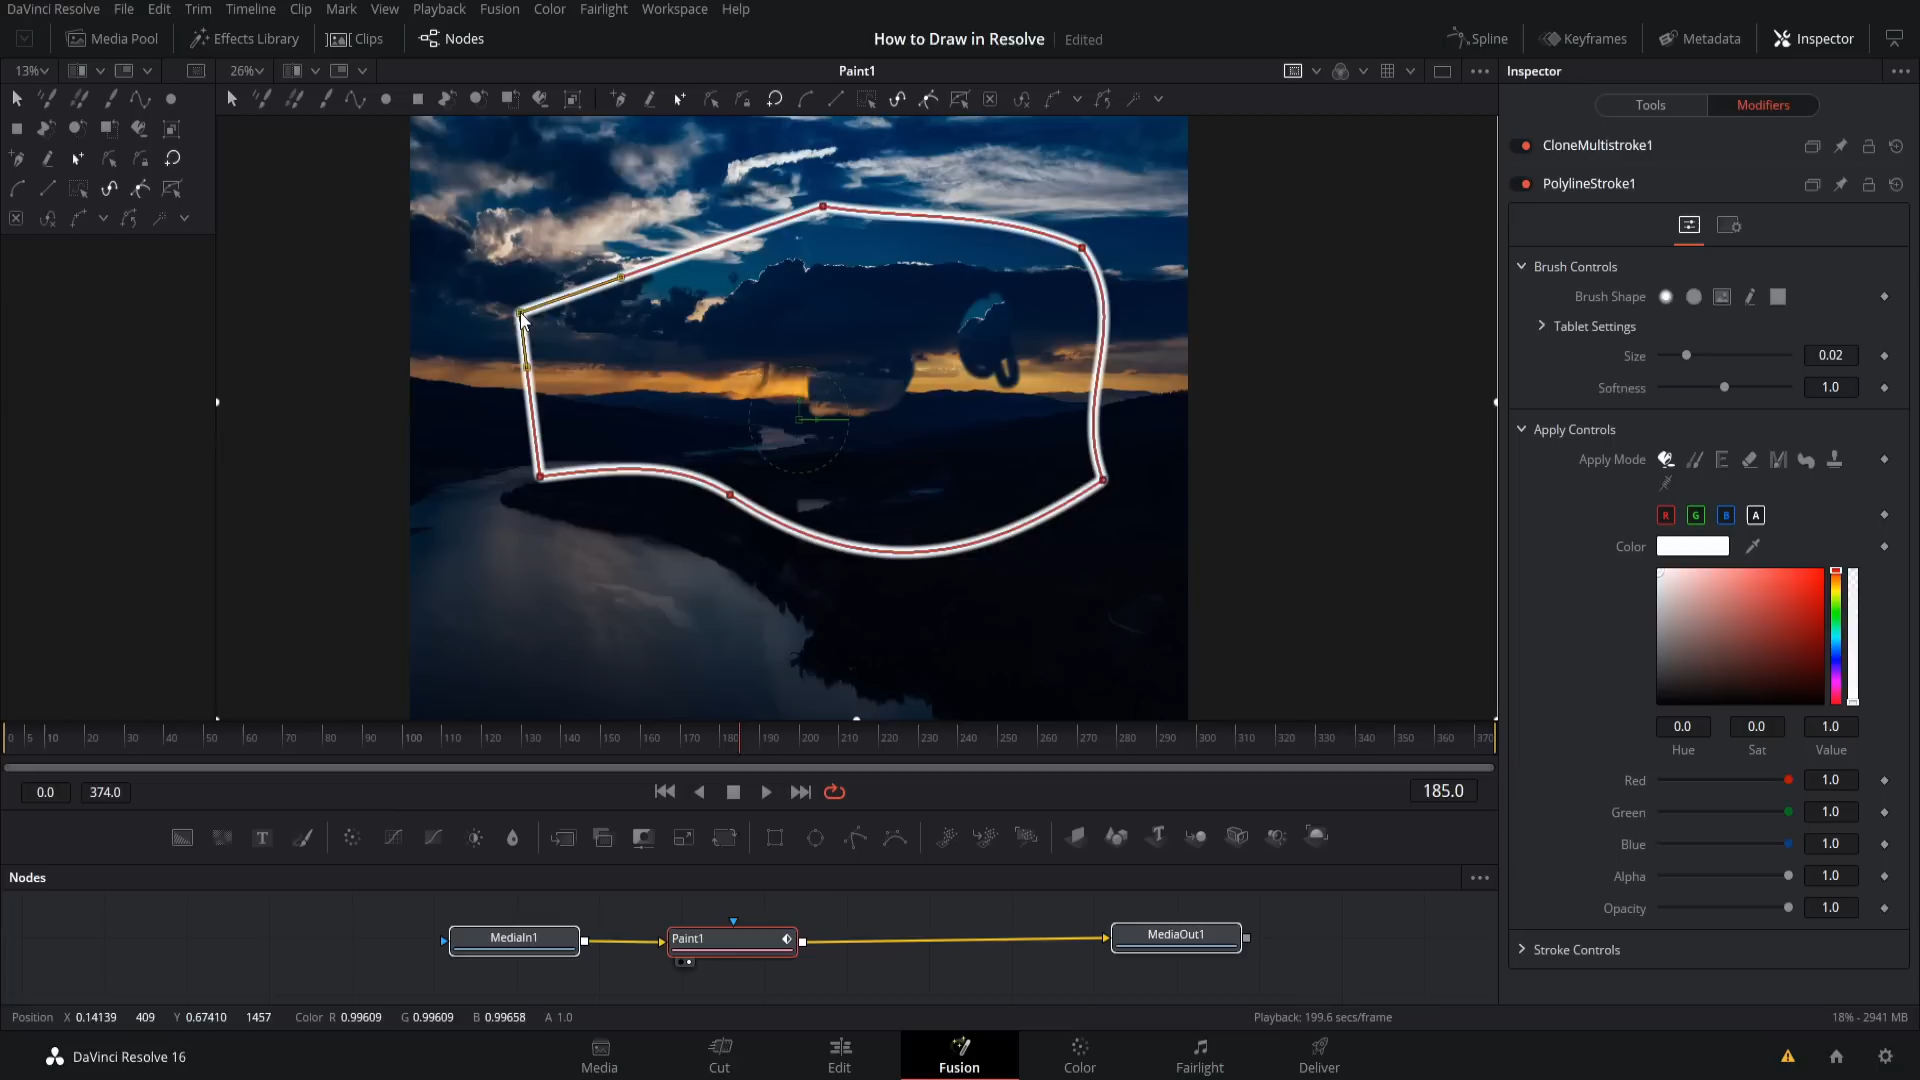 DaVinci Resolve File Edit Trim Timeline Clip Mark View Playback Fusion Color Fairlight Workspace Help
Media Pool Effects Library Clips Nodes How to Draw in Resolve Edited Spline Keyframes Metadata Inspector
13% 26% Paint1 Inspector
Tools Modifiers
CloneMultistroke1
PolylineStroke1
Brush Controls
Brush Shape
Tablet Settings
Size 0.02
Softness 1.0
Apply Controls
Apply Mode
R G B A
Color
0.0 0.0 1.0
Hue Sat Value
0 5 10 20 30 40 50 60 70 80 90 100 110 120 130 140 150 160 170 180 190 200 210 220 230 240 250 260 270 280 290 300 310 320 330 340 350 360 370
Red 1.0
0.0 374.0 185.0
Green 1.0
Blue 1.0
Alpha 1.0
Nodes
Opacity 1.0
MediaIn1 Paint1 MediaOut1
Stroke Controls
Position X 0.14139 409 Y 0.67410 1457 Color R 0.99609 G 0.99609 B 0.99658 A 1.0 Playback: 199.6 secs/frame 18% - 2941 MB
DaVinci Resolve 16
Media Cut Edit Fusion Color Fairlight Deliver